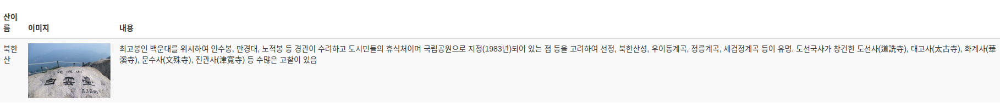 산이
름
이미지
내용
북한
산
北漢山
白雲臺
836m
최고봉인 백운대를 위시하여 인수봉, 만경대, 노적봉 등 경관이 수려하고 도시민들의 휴식처이며 국립공원으로 지정(1983년)되어 있는 점 등을 고려하여 선정, 북한산성, 우이동계곡, 정릉계곡, 세검정계곡 등이 유명. 도선국사가 창건한 도선사(道詵寺), 태고사(太古寺), 화계사(華
溪寺), 문수사(文殊寺), 진관사(津寬寺) 등 수많은 고찰이 있음